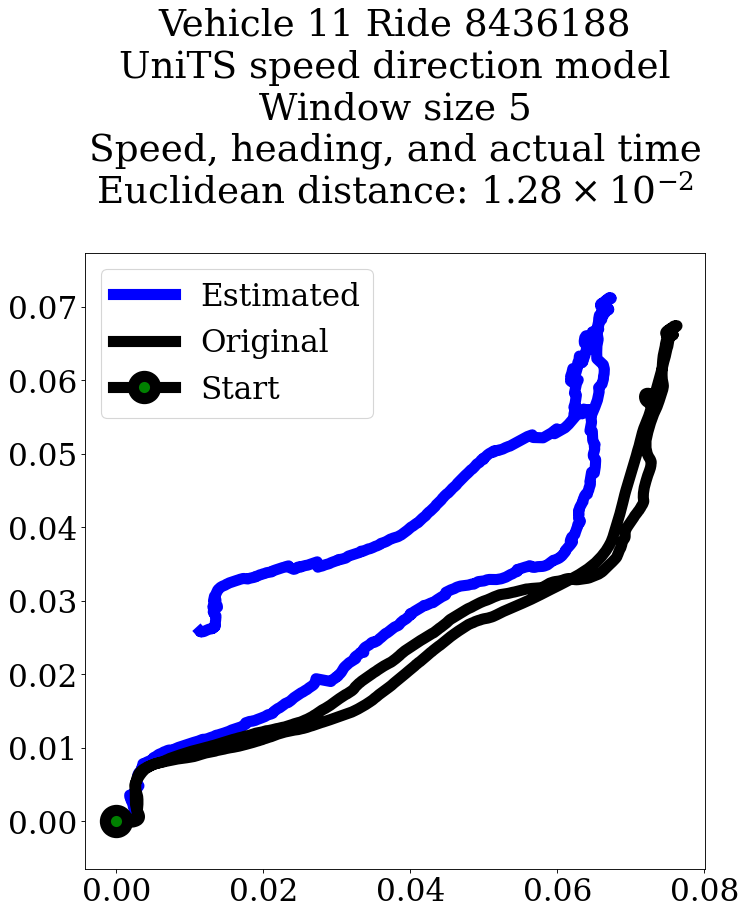 Vehicle 11 Ride 8436188
UniTS speed direction model
Window size 5
Speed, heading, and actual time
Euclidean distance: 1.28 × 10⁻²
Estimated
Original
Start
0.07
0.06
0.05
0.04
0.03
0.02
0.01
0.00
0.00 0.02 0.04 0.06 0.08